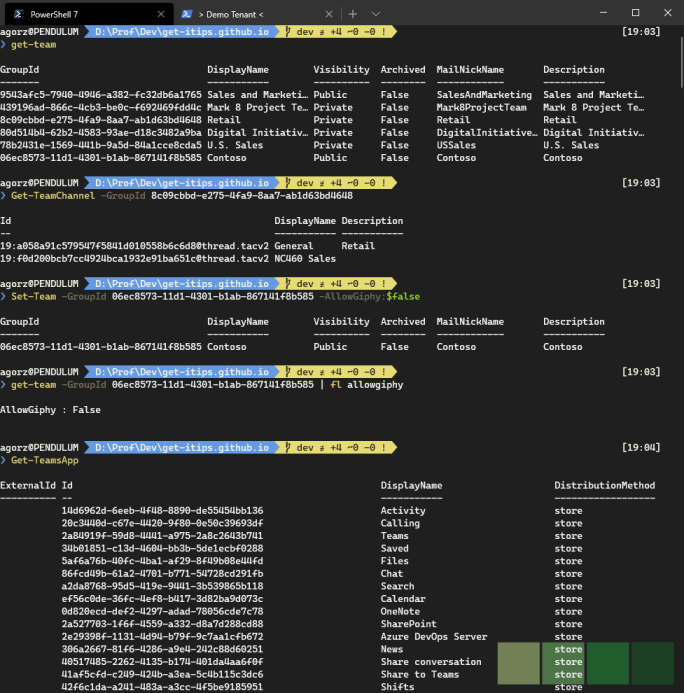 PowerShell 7
> Demo Tenant <
agorz@PENDULUM D:\Prof\Dev\get-itips.github.io dev ≢ +4 ~0 -0 ! [19:03]
❯ get-team
GroupId DisplayName Visibility Archived MailNickName Description
------- ----------- ---------- -------- ------------ -----------
9543afc5-7940-4946-a382-fc32db6a1765 Sales and Marketi… Public False SalesAndMarketing Sales and Marketi…
439196ad-866c-4cb3-be0c-f692469fdd4c Mark 8 Project Te… Private False Mark8ProjectTeam Mark 8 Project Te…
8c09cbbd-e275-4fa9-8aa7-ab1d63bd4648 Retail Private False Retail Retail
80d514b4-62b2-4583-93ae-d18c3482a9ba Digital Initiativ… Private False DigitalInitiative… Digital Initiativ…
78b2431e-1569-441b-9a5d-84a1cce8cda5 U.S. Sales Private False USSales U.S. Sales
06ec8573-11d1-4301-b1ab-867141f8b585 Contoso Public False Contoso Contoso
agorz@PENDULUM D:\Prof\Dev\get-itips.github.io dev ≢ +4 ~0 -0 ! [19:03]
❯ Get-TeamChannel -GroupId 8c09cbbd-e275-4fa9-8aa7-ab1d63bd4648
Id DisplayName Description
-- ----------- -----------
19:a058a91c579547f5841d010558b6c6d8@thread.tacv2 General Retail
19:f0d200bcb7cc4924bca1932e91ba651c@thread.tacv2 NC460 Sales
agorz@PENDULUM D:\Prof\Dev\get-itips.github.io dev ≢ +4 ~0 -0 ! [19:03]
❯ Set-Team -GroupId 06ec8573-11d1-4301-b1ab-867141f8b585 -AllowGiphy:$false
GroupId DisplayName Visibility Archived MailNickName Description
------- ----------- ---------- -------- ------------ -----------
06ec8573-11d1-4301-b1ab-867141f8b585 Contoso Public False Contoso Contoso
agorz@PENDULUM D:\Prof\Dev\get-itips.github.io dev ≢ +4 ~0 -0 ! [19:03]
❯ get-team -GroupId 06ec8573-11d1-4301-b1ab-867141f8b585 | fl allowgiphy
AllowGiphy : False
agorz@PENDULUM D:\Prof\Dev\get-itips.github.io dev ≢ +4 ~0 -0 ! [19:04]
❯ Get-TeamsApp
ExternalId Id DisplayName DistributionMethod
---------- -- ----------- ------------------
14d6962d-6eeb-4f48-8890-de55454bb136 Activity store
20c3440d-c67e-4420-9f80-0e50c39693df Calling store
2a84919f-59d8-4441-a975-2a8c2643b741 Teams store
34b01851-c13d-4604-bb3b-5de1ecbf0288 Saved store
5af6a76b-40fc-4ba1-af29-8f49b08e44fd Files store
86fcd49b-61a2-4701-b771-54728cd291fb Chat store
a2da8768-95d5-419e-9441-3b539865b118 Search store
ef56c0de-36fc-4ef8-b417-3d82ba9d073c Calendar store
0d820ecd-def2-4297-adad-78056cde7c78 OneNote store
2a527703-1f6f-4559-a332-d8a7d288cd88 SharePoint store
2e29398f-1131-4d94-b79f-9c7aa1cfb672 Azure DevOps Server store
306a2667-81f6-4286-a9e4-242c88d60251 News store
40517485-2262-4135-b174-401da4aa6f0f Share conversation store
41af5cfd-c249-424b-a3ea-5c4b115c3dc6 Share to Teams store
42f6c1da-a241-483a-a3cc-4f5be9185951 Shifts store